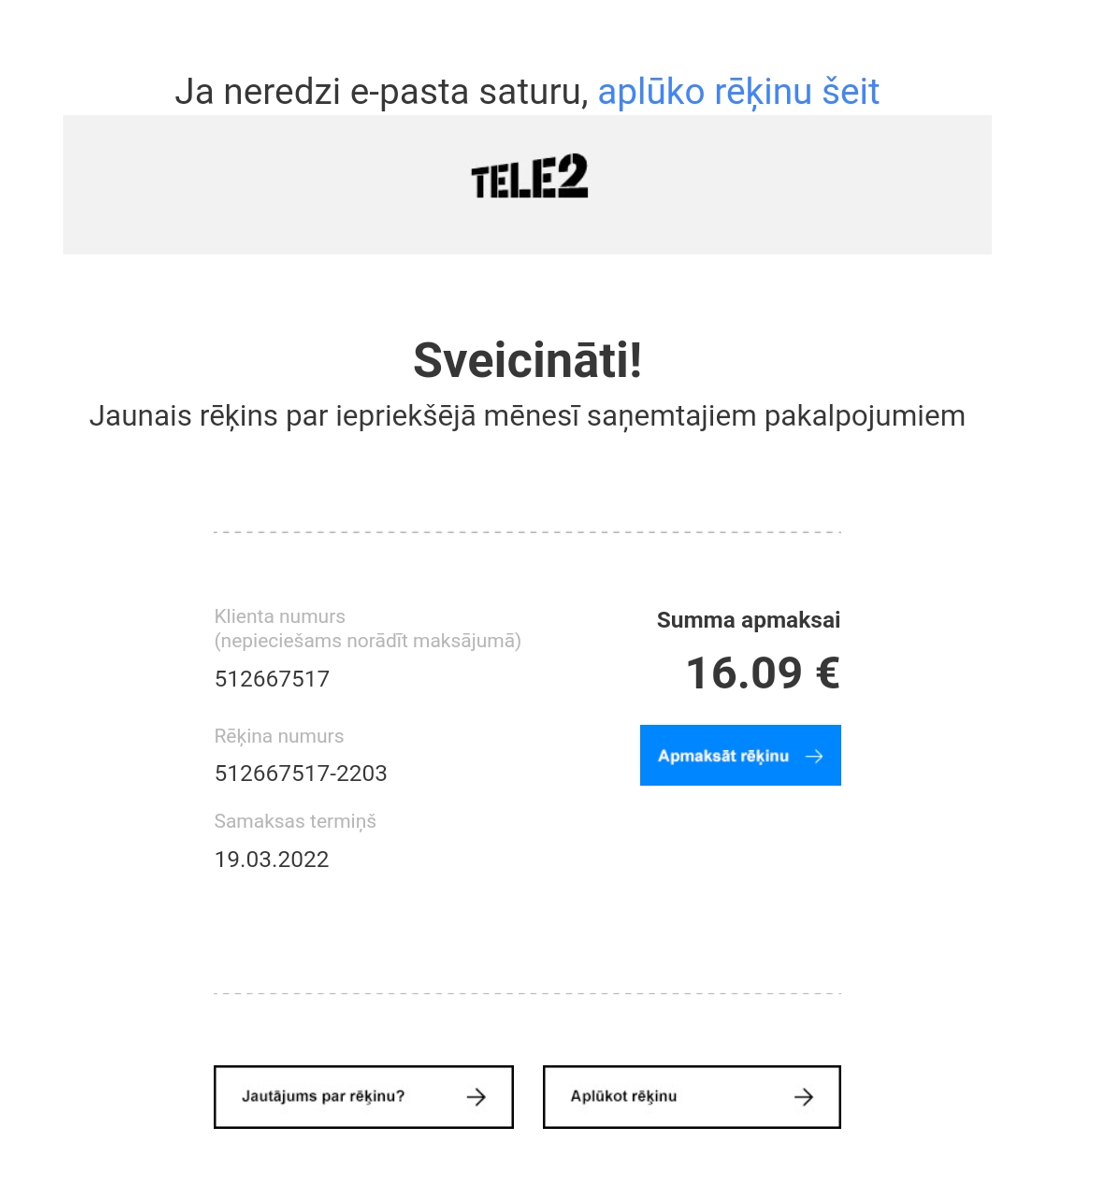 Ja neredzi e-pasta saturu, aplūko rēķinu šeit
TELE2
Sveicināti!
Jaunais rēķins par iepriekšējā mēnesī saņemtajiem pakalpojumiem
Klienta numurs
(nepieciešams norādīt maksājumā)
512667517
Rēķina numurs
512667517-2203
Samaksas termiņš
19.03.2022
Summa apmaksai
16.09 €
Apmaksāt rēķinu
Jautājums par rēķinu?
Aplūkot rēķinu